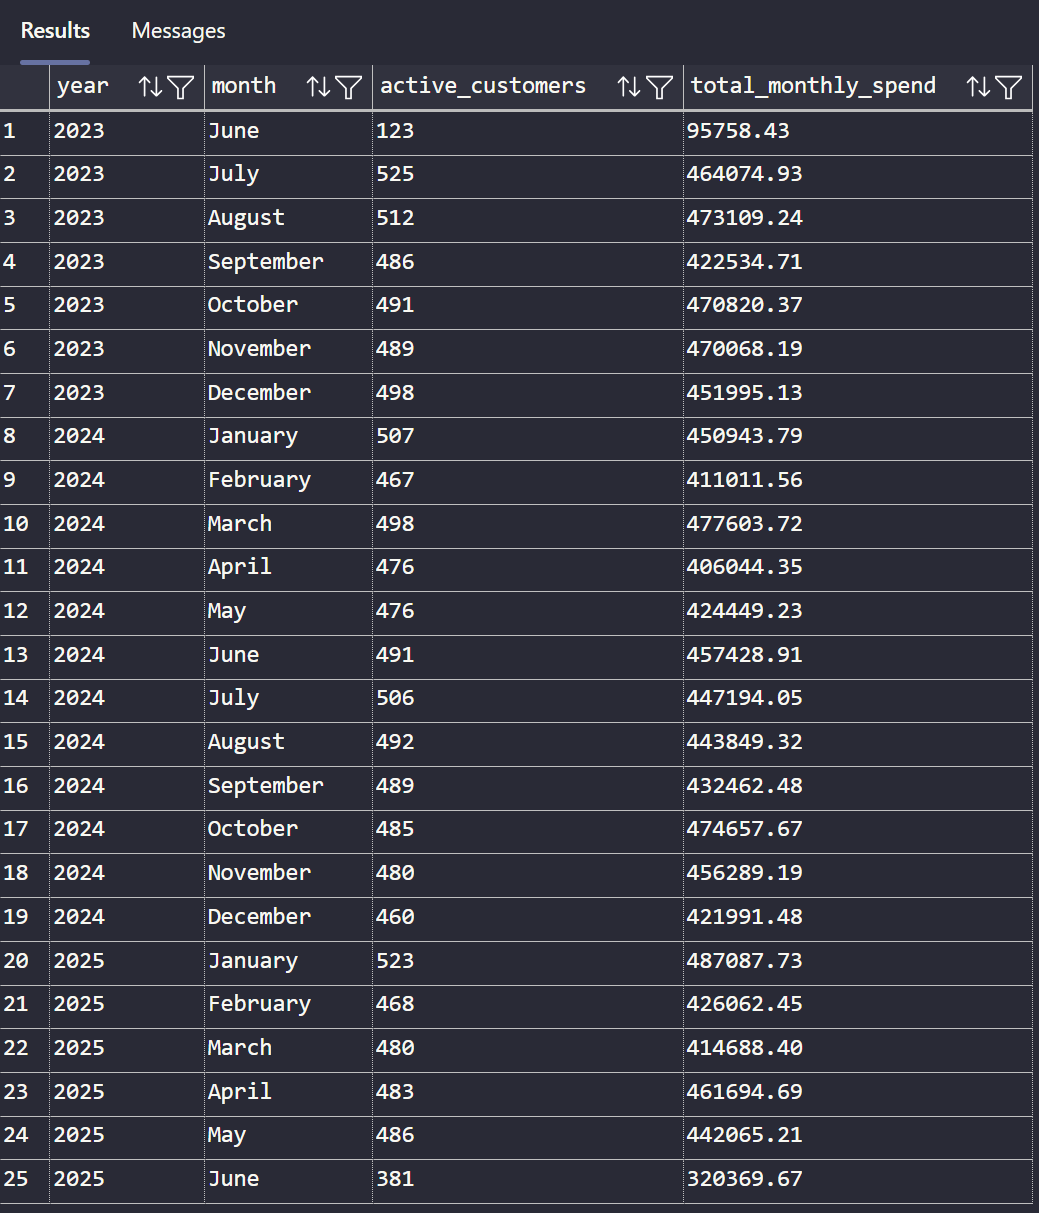 Results Messages
year month active_customers total_monthly_spend
1 2023 June 123 95758.43
2 2023 July 525 464074.93
3 2023 August 512 473109.24
4 2023 September 486 422534.71
5 2023 October 491 470820.37
6 2023 November 489 470068.19
7 2023 December 498 451995.13
8 2024 January 507 450943.79
9 2024 February 467 411011.56
10 2024 March 498 477603.72
11 2024 April 476 406044.35
12 2024 May 476 424449.23
13 2024 June 491 457428.91
14 2024 July 506 447194.05
15 2024 August 492 443849.32
16 2024 September 489 432462.48
17 2024 October 485 474657.67
18 2024 November 480 456289.19
19 2024 December 460 421991.48
20 2025 January 523 487087.73
21 2025 February 468 426062.45
22 2025 March 480 414688.40
23 2025 April 483 461694.69
24 2025 May 486 442065.21
25 2025 June 381 320369.67